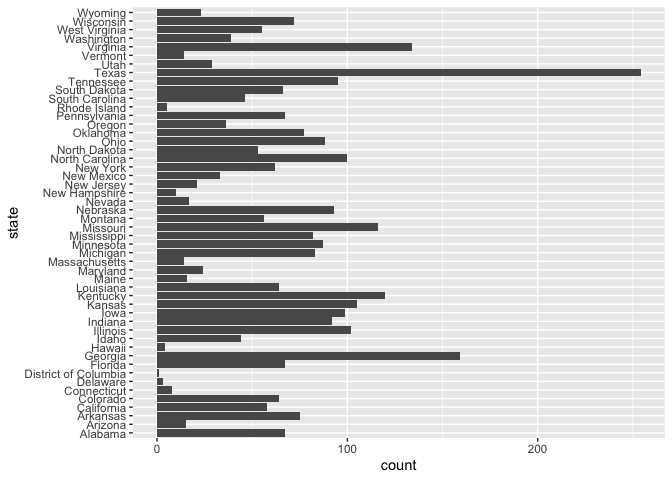 Wyoming
Wisconsin
West Virginia
Washington
Virginia
Vermont
Utah
Texas
Tennessee
South Dakota
South Carolina
Rhode Island
Pennsylvania
Oregon
Oklahoma
Ohio
North Dakota
North Carolina
New York
New Mexico
New Jersey
New Hampshire
Nevada
Nebraska
Montana
Missouri
Mississippi
Minnesota
Michigan
Massachusetts
Maryland
Maine
Louisiana
Kentucky
Kansas
Iowa
Indiana
Illinois
Idaho
Hawaii
Georgia
Florida
District of Columbia
Delaware
Connecticut
Colorado
California
Arkansas
Arizona
Alabama
state
0 100 200
count